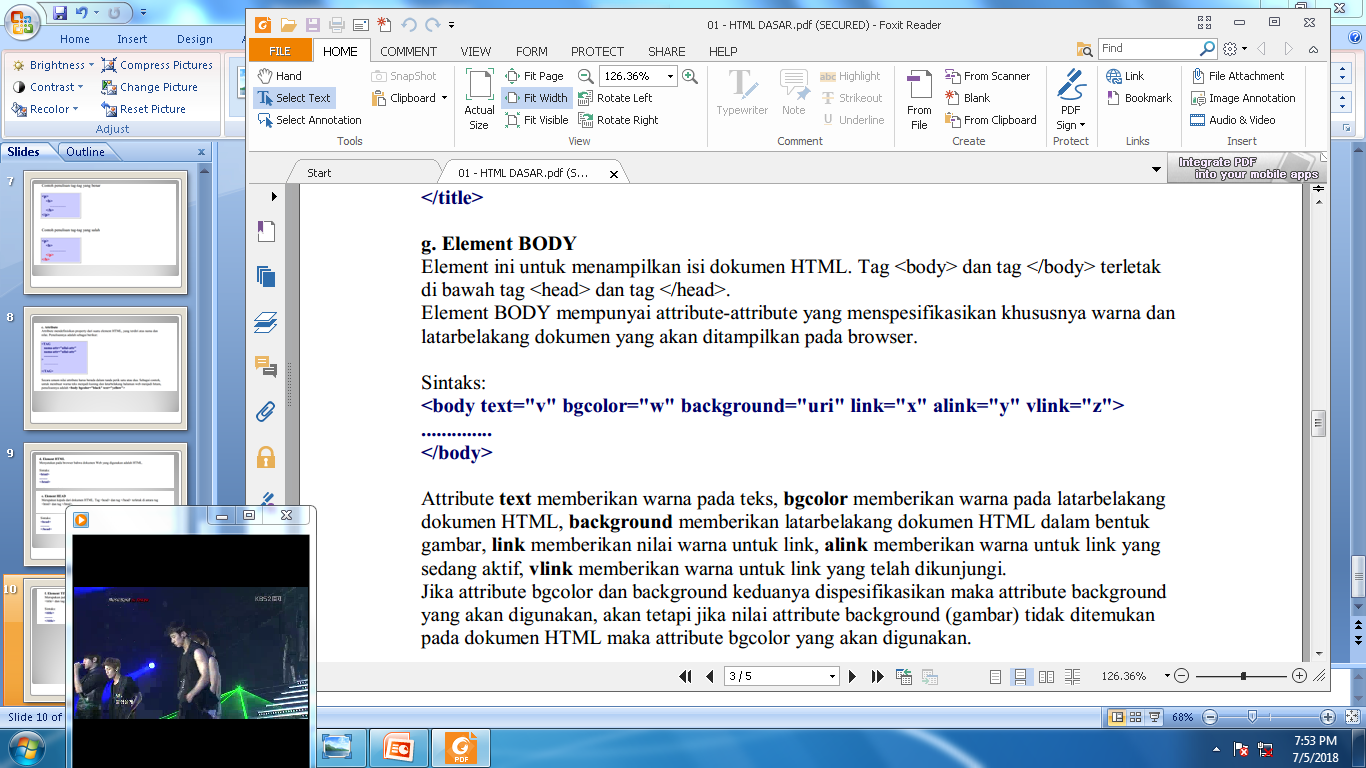 01 - HTML DASAR.pdf (SECURED) - Foxit Reader
Home Insert Design
FILE HOME COMMENT VIEW FORM PROTECT SHARE HELP
Find
Brightness Compress Pictures
Contrast Change Picture
Recolor Reset Picture
Adjust
Hand SnapShot
Select Text Clipboard
Select Annotation
Tools
Actual Size
Fit Page 126.36%
Fit Width Rotate Left
Fit Visible Rotate Right
View
Typewriter Note
Highlight
Strikeout
Underline
Comment
From File
From Scanner
Blank
From Clipboard
Create
PDF Sign
Protect
Link
Bookmark
Links
File Attachment
Image Annotation
Audio & Video
Insert
Slides Outline
Start 01 - HTML DASAR.pdf (S...
Integrate PDF
into your mobile apps
7
8
9
10
</title>
g. Element BODY
Element ini untuk menampilkan isi dokumen HTML. Tag <body> dan tag </body> terletak
di bawah tag <head> dan tag </head>.
Element BODY mempunyai attribute-attribute yang menspesifikasikan khususnya warna dan
latarbelakang dokumen yang akan ditampilkan pada browser.
Sintaks:
<body text="v" bgcolor="w" background="uri" link="x" alink="y" vlink="z">
..............
</body>
Attribute text memberikan warna pada teks, bgcolor memberikan warna pada latarbelakang
dokumen HTML, background memberikan latarbelakang dokumen HTML dalam bentuk
gambar, link memberikan nilai warna untuk link, alink memberikan warna untuk link yang
sedang aktif, vlink memberikan warna untuk link yang telah dikunjungi.
Jika attribute bgcolor dan background keduanya dispesifikasikan maka attribute background
yang akan digunakan, akan tetapi jika nilai attribute background (gambar) tidak ditemukan
pada dokumen HTML maka attribute bgcolor yang akan digunakan.
KBS2
3 / 5
126.36%
Slide 10 of
68%
PDF
7:53 PM
7/5/2018